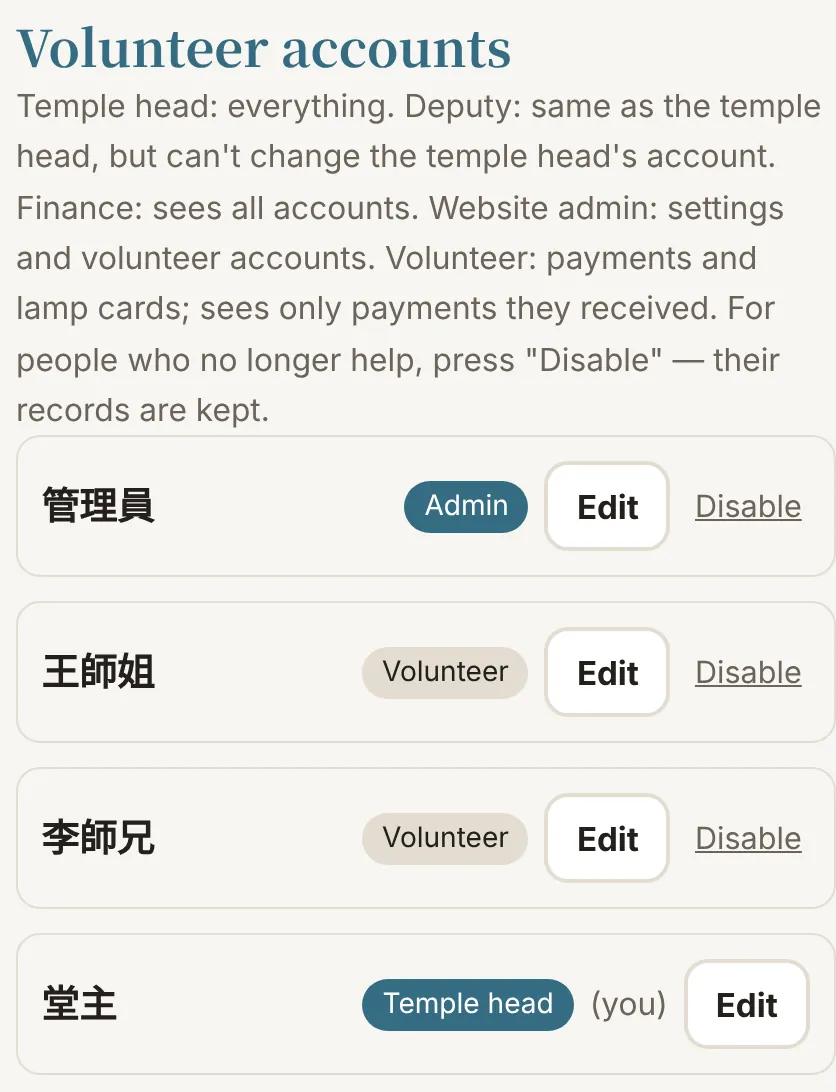 Volunteer accounts
Temple head: everything. Deputy: same as the temple
head, but can't change the temple head's account.
Finance: sees all accounts. Website admin: settings
and volunteer accounts. Volunteer: payments and
lamp cards; sees only payments they received. For
people who no longer help, press "Disable" — their
records are kept.
管理員 Admin Edit Disable
王師姐 Volunteer Edit Disable
李師兄 Volunteer Edit Disable
堂主 Temple head (you) Edit